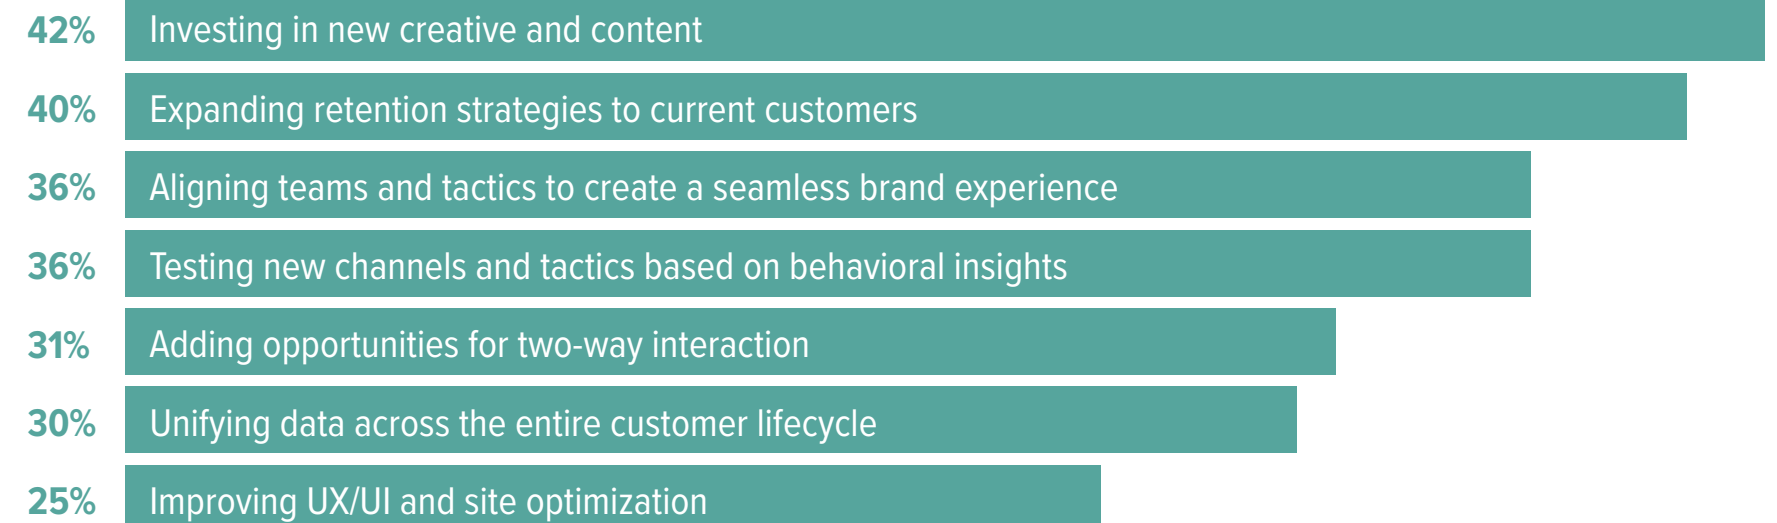 42% Investing in new creative and content
40% Expanding retention strategies to current customers
36% Aligning teams and tactics to create a seamless brand experience
36% Testing new channels and tactics based on behavioral insights
31% Adding opportunities for two-way interaction
30% Unifying data across the entire customer lifecycle
25% Improving UX/UI and site optimization